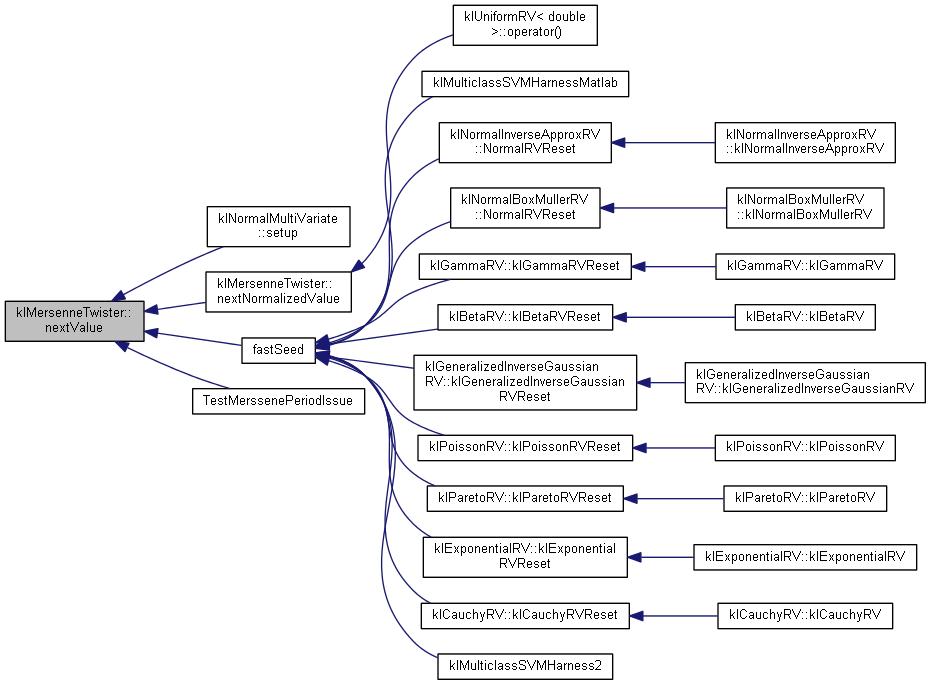 klMersenneTwister::
nextValue
klNormalMultiVariate
::setup
klMersenneTwister::
nextNormalizedValue
fastSeed
TestMerssenePeriodIssue
klUniformRV< double
>::operator()
klMulticlassSVMHarnessMatlab
klNormalInverseApproxRV
::NormalRVReset
klNormalBoxMullerRV
::NormalRVReset
klGammaRV::klGammaRVReset
klBetaRV::klBetaRVReset
klGeneralizedInverseGaussian
RV::klGeneralizedInverseGaussian
RVReset
klPoissonRV::klPoissonRVReset
klParetoRV::klParetoRVReset
klExponentialRV::klExponential
RVReset
klCauchyRV::klCauchyRVReset
klMulticlassSVMHarness2
klNormalInverseApproxRV
::klNormalInverseApproxRV
klNormalBoxMullerRV
::klNormalBoxMullerRV
klGammaRV::klGammaRV
klBetaRV::klBetaRV
klGeneralizedInverseGaussian
RV::klGeneralizedInverseGaussianRV
klPoissonRV::klPoissonRV
klParetoRV::klParetoRV
klExponentialRV::klExponentialRV
klCauchyRV::klCauchyRV